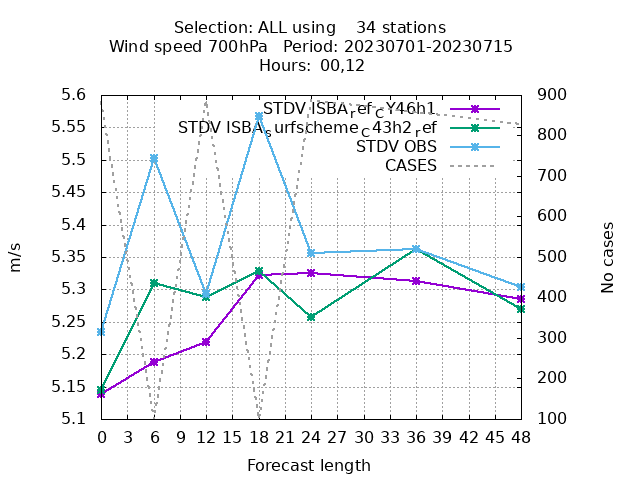 Selection: ALL using    34 stations
Wind speed 700hPa   Period: 20230701-20230715
Hours:  00,12
STDV ISBA_ref_CY46h1
STDV ISBA_surfscheme_C43h2_ref
STDV OBS
CASES
5.6
5.55
5.5
5.45
5.4
5.35
5.3
5.25
5.2
5.15
5.1
m/s
900
800
700
600
500
400
300
200
100
No cases
0 3 6 9 12 15 18 21 24 27 30 33 36 39 42 45 48
Forecast length